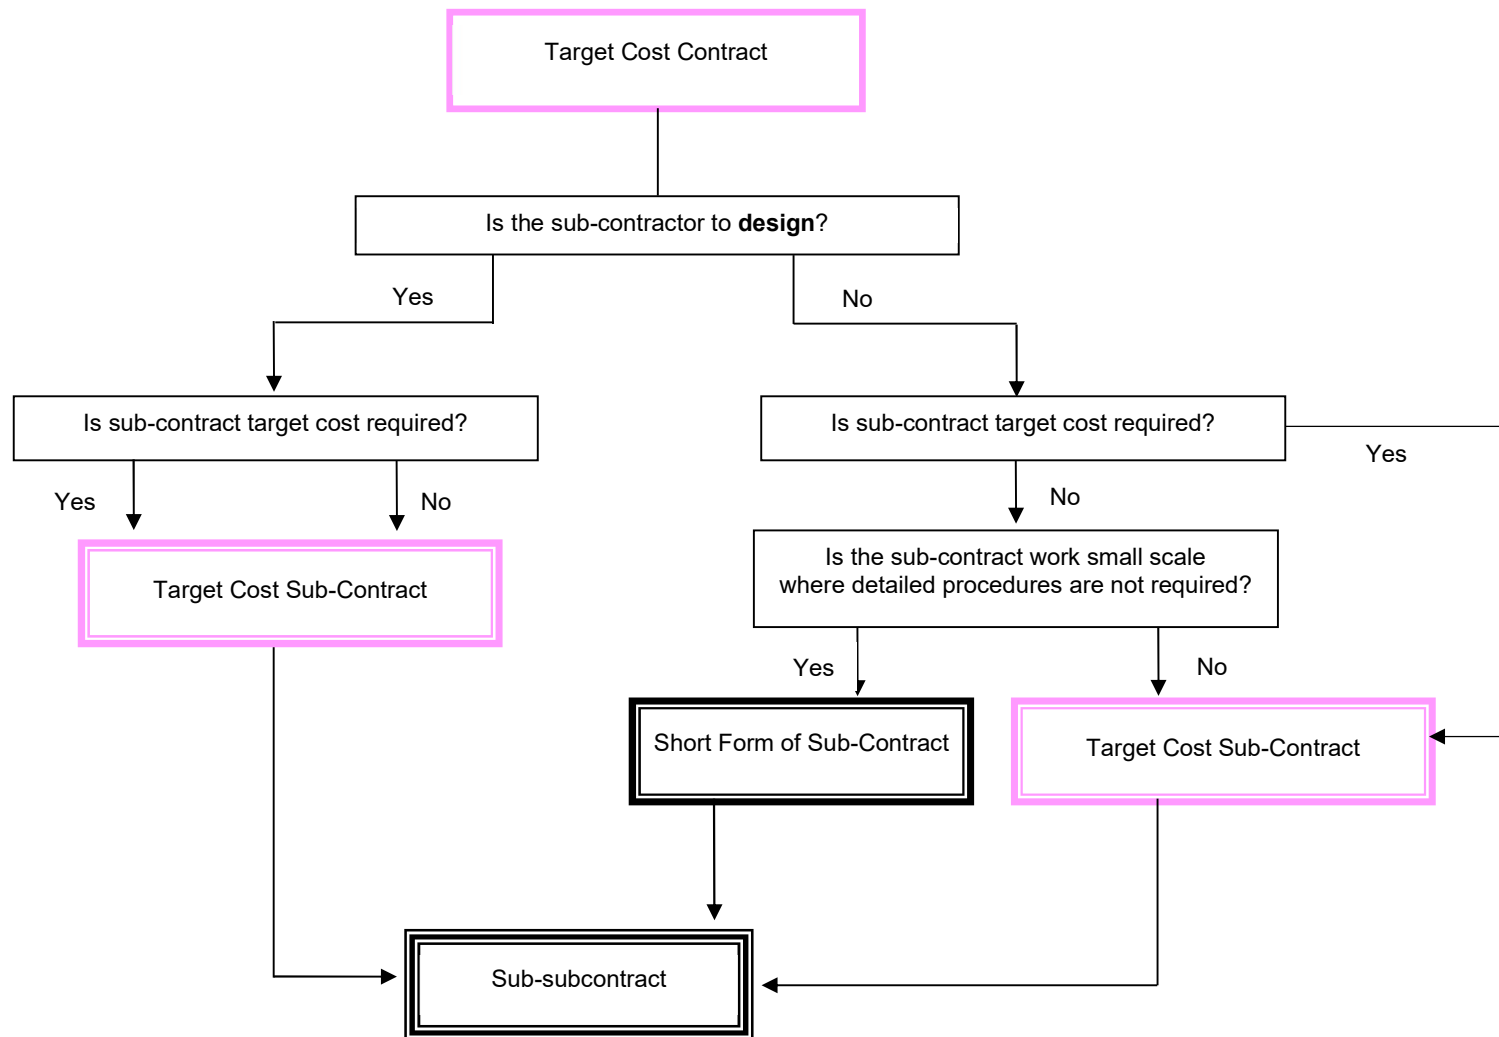 Target Cost Contract
Is the sub-contractor to design?
Yes
No
Is sub-contract target cost required?
Is sub-contract target cost required?
Yes
Yes
No
No
Is the sub-contract work small scale
where detailed procedures are not required?
Target Cost Sub-Contract
Yes
No
Short Form of Sub-Contract
Target Cost Sub-Contract
Sub-subcontract